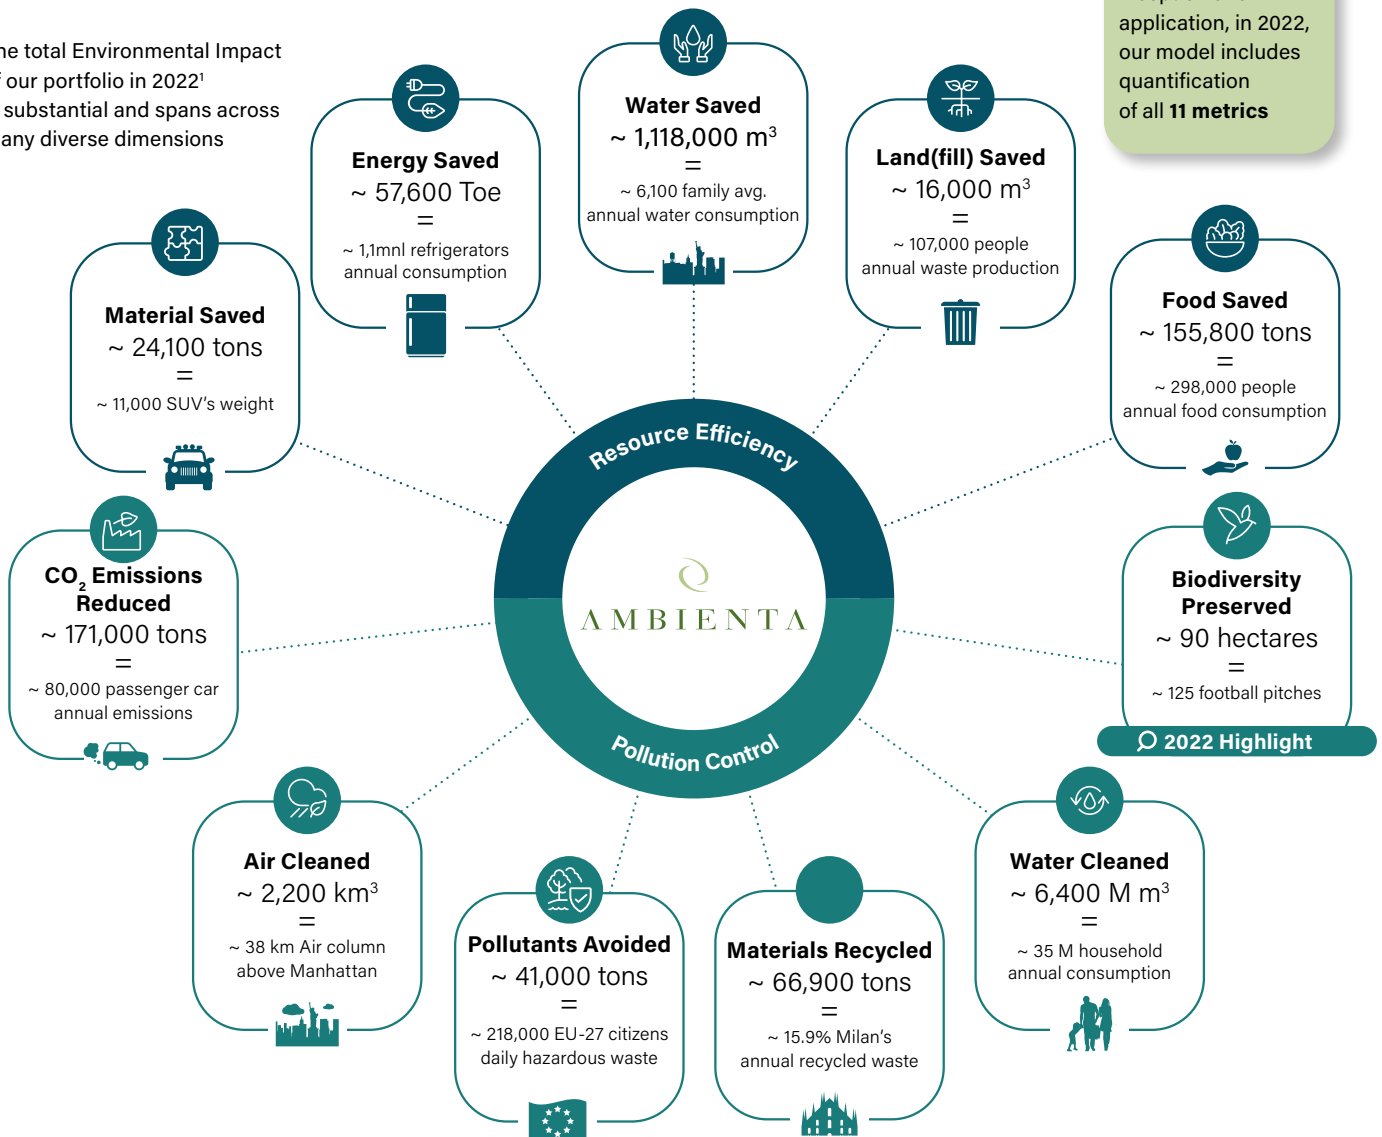 he total Environmental Impact
f our portfolio in 2022¹
substantial and spans across
any diverse dimensions
application, in 2022,
our model includes
quantification
of all 11 metrics
Water Saved
~ 1,118,000 m³
=
~ 6,100 family avg.
annual water consumption
Energy Saved
~ 57,600 Toe
=
~ 1,1mnl refrigerators
annual consumption
Land(fill) Saved
~ 16,000 m³
=
~ 107,000 people
annual waste production
Material Saved
~ 24,100 tons
=
~ 11,000 SUV's weight
Food Saved
~ 155,800 tons
=
~ 298,000 people
annual food consumption
Resource Efficiency
AMBIENTA
Pollution Control
CO₂ Emissions
Reduced
~ 171,000 tons
=
~ 80,000 passenger car
annual emissions
Biodiversity
Preserved
~ 90 hectares
=
~ 125 football pitches
2022 Highlight
Air Cleaned
~ 2,200 km³
=
~ 38 km Air column
above Manhattan
Pollutants Avoided
~ 41,000 tons
=
~ 218,000 EU-27 citizens
daily hazardous waste
Materials Recycled
~ 66,900 tons
=
~ 15.9% Milan's
annual recycled waste
Water Cleaned
~ 6,400 M m³
=
~ 35 M household
annual consumption